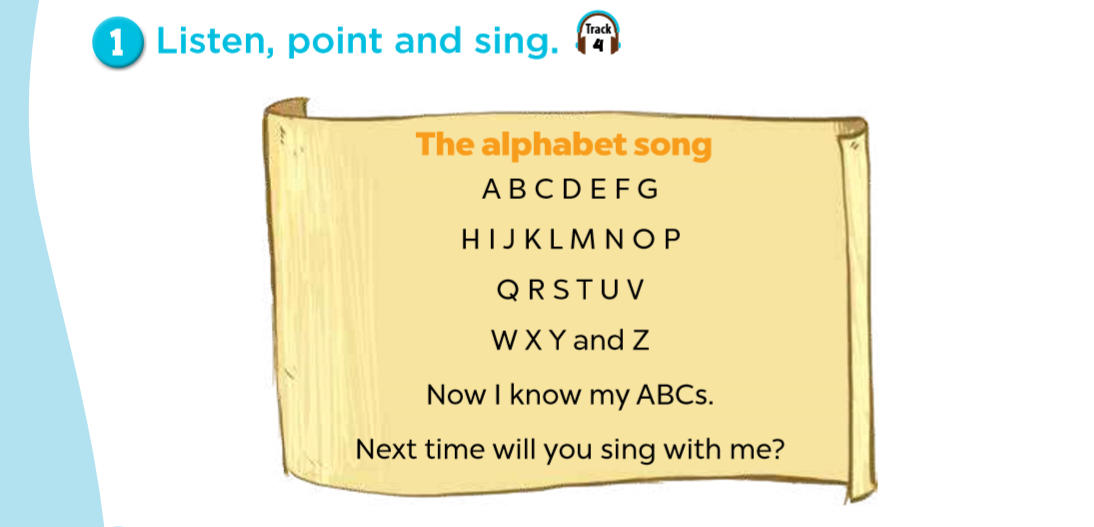 1 Listen, point and sing. Track 4
The alphabet song
A B C D E F G
H I J K L M N O P
Q R S T U V
W X Y and Z
Now I know my ABCs.
Next time will you sing with me?